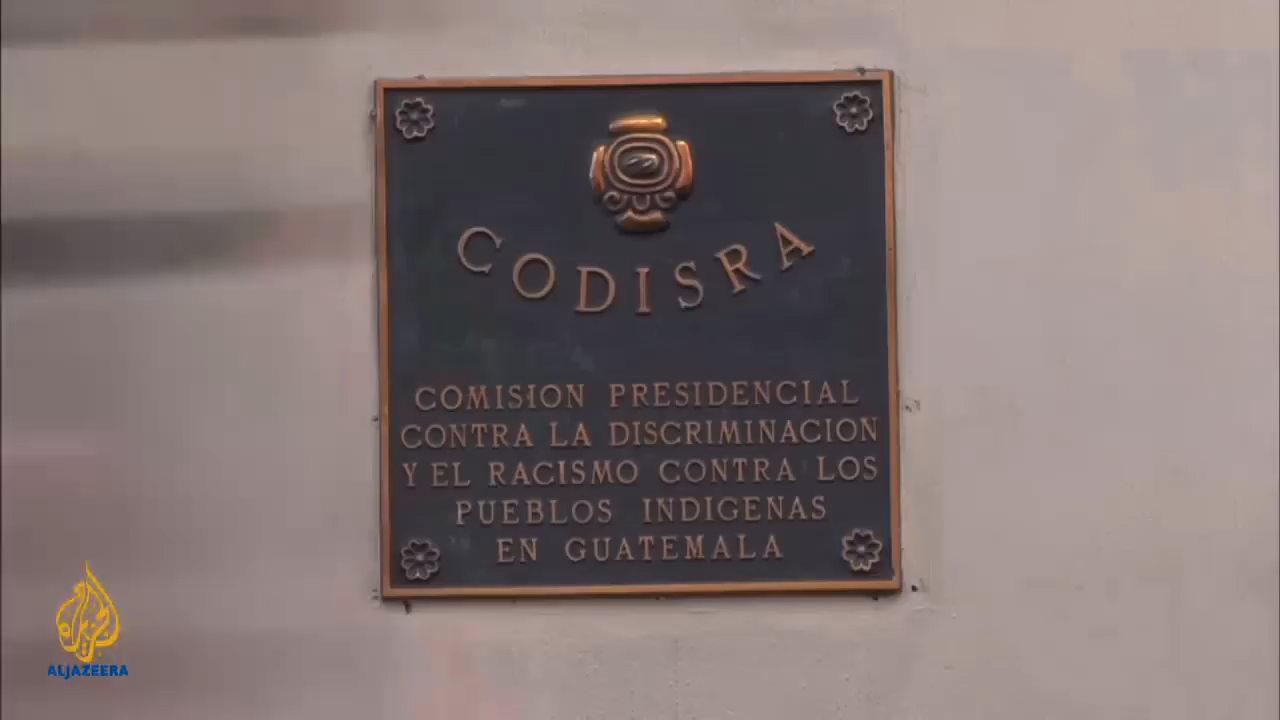 CODISRA
COMISION PRESIDENCIAL
CONTRA LA DISCRIMINACION
Y EL RACISMO CONTRA LOS
PUEBLOS INDIGENAS
EN GUATEMALA
ALJAZEERA